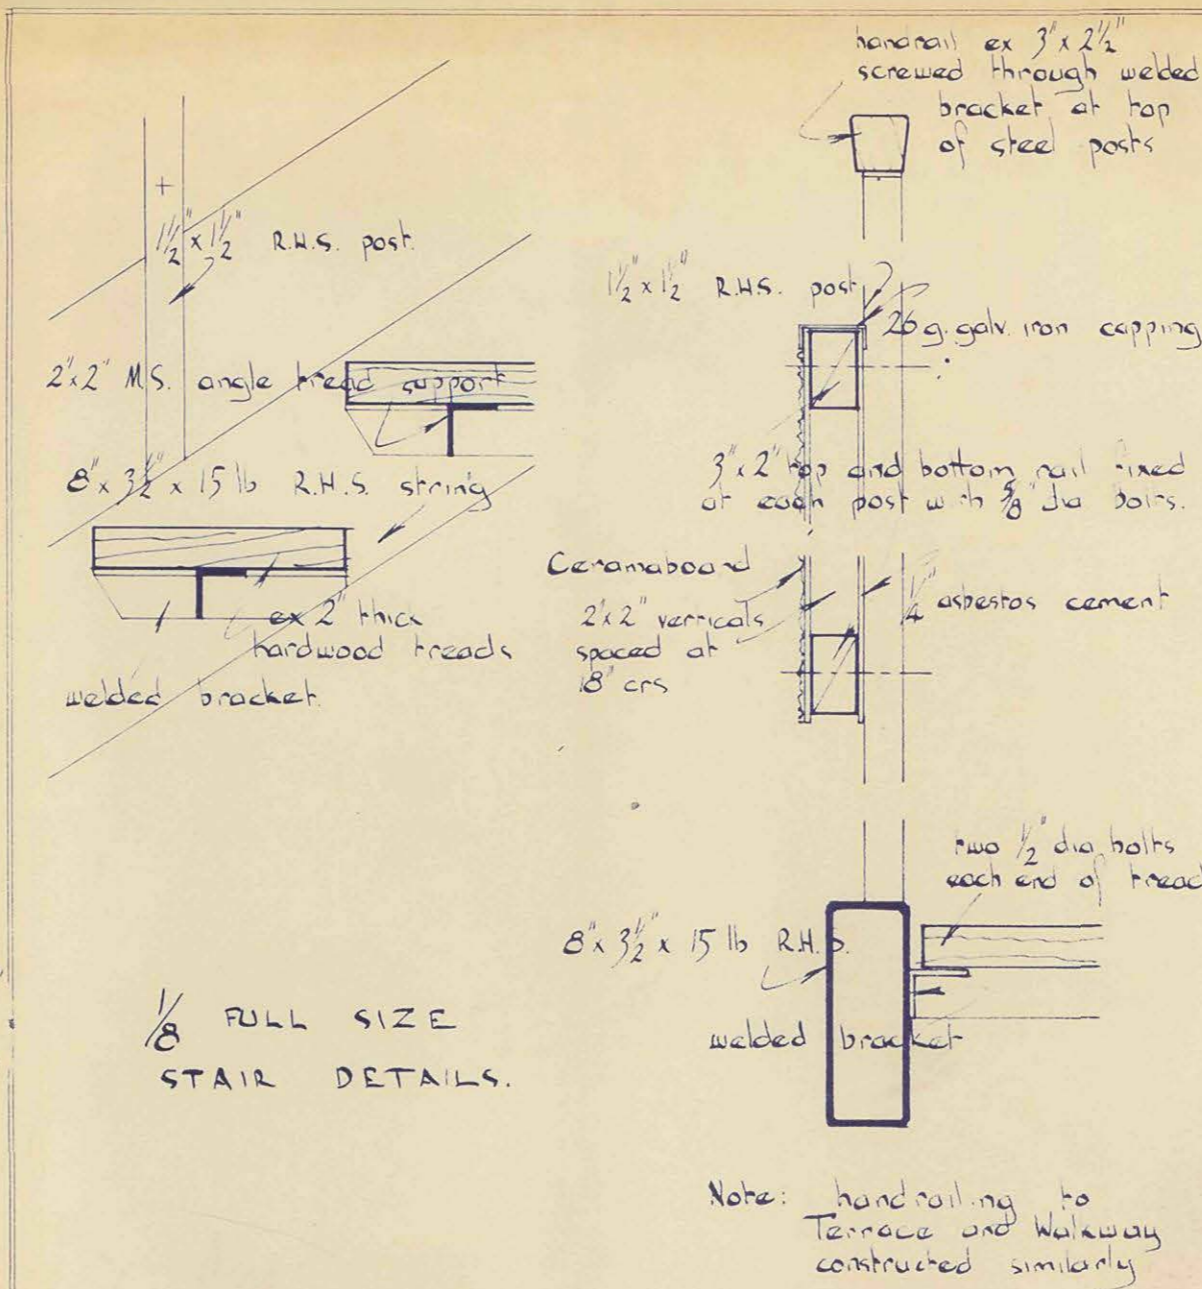 handrail ex 3" x 2½"
screwed through welded
bracket at top
of steel posts
1½" x 1½" R.H.S. post.
2"x2" M.S. angle tread support
8" x 3½" x 15 lb R.H.S. string
ex 2" thick
hardwood treads
welded bracket.
1½" x 1½" R.H.S. post
26 g. galv. iron capping
3" x 2" top and bottom rail fixed
at each post with ⅝" dia bolts.
Ceramaboard
2"x2" verticals
spaced at
18" crs
¼" asbestos cement
two ½" dia bolts
each end of tread
8" x 3½" x 15 lb R.H.S.
welded bracket
⅛ FULL SIZE
STAIR DETAILS.
Note: handrailing to
Terrace and Walkway
constructed similarly